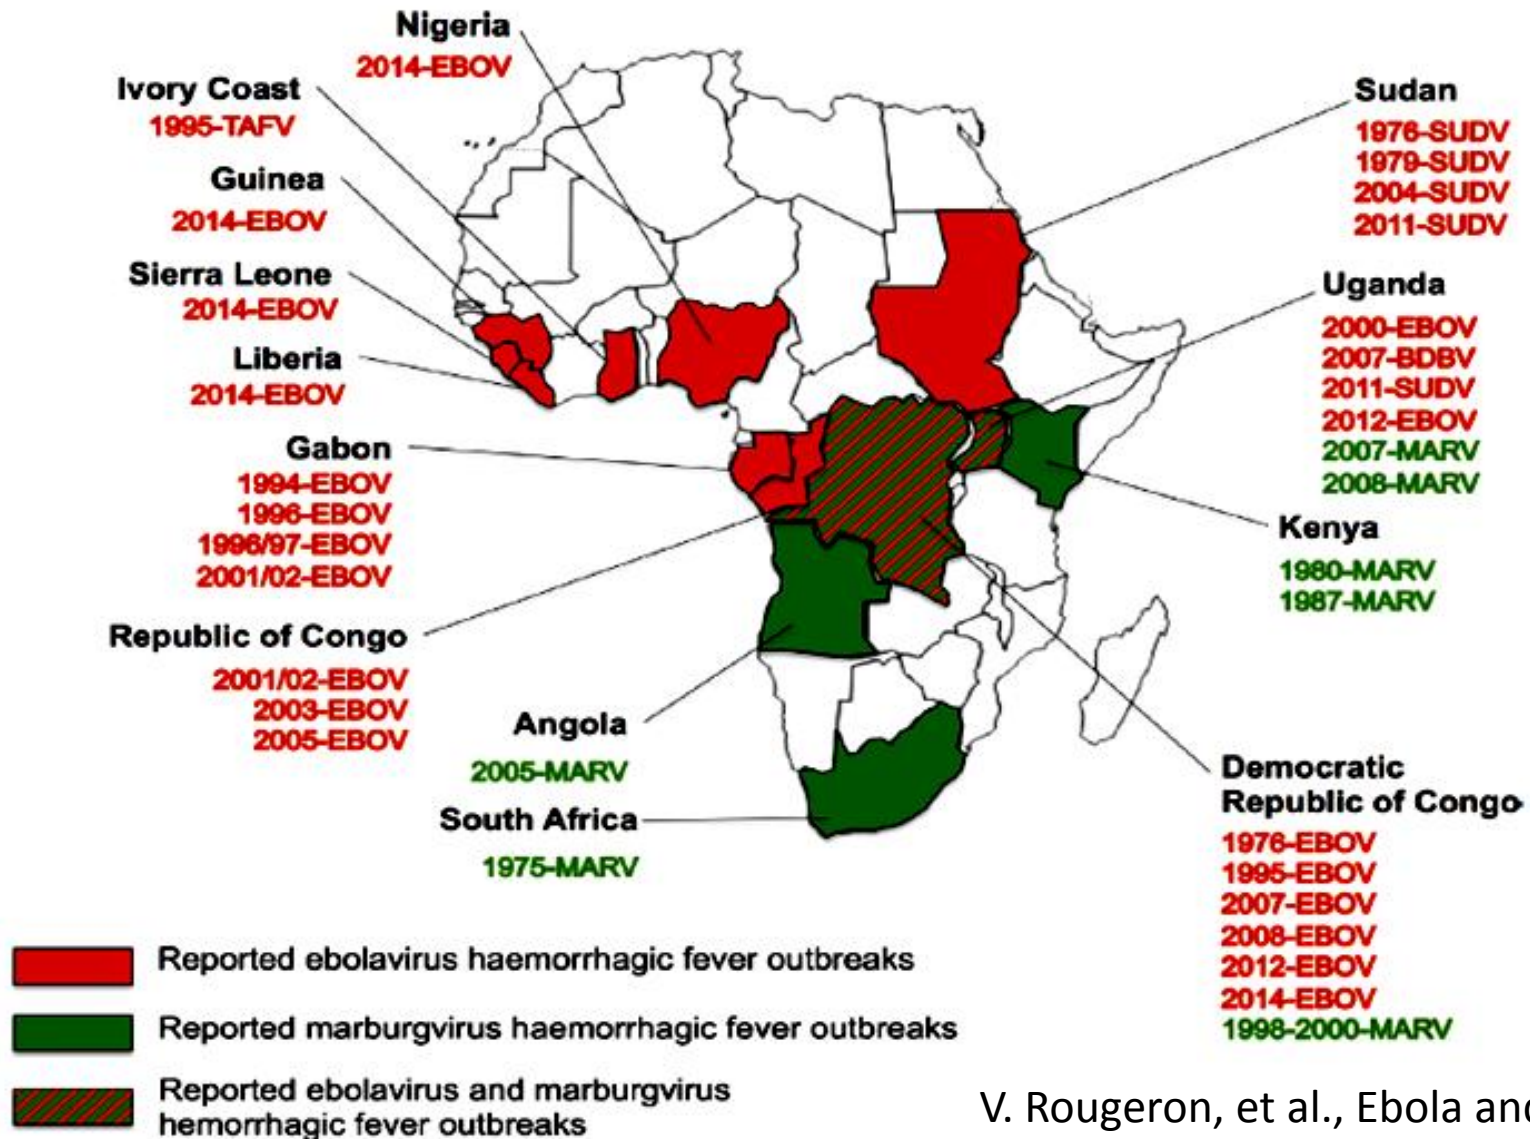 Nigeria
2014-EBOV
Ivory Coast
1995-TAFV
Guinea
2014-EBOV
Sierra Leone
2014-EBOV
Liberia
2014-EBOV
Gabon
1994-EBOV
1996-EBOV
1996/97-EBOV
2001/02-EBOV
Republic of Congo
2001/02-EBOV
2003-EBOV
2005-EBOV
Angola
2005-MARV
South Africa
1975-MARV
Sudan
1976-SUDV
1979-SUDV
2004-SUDV
2011-SUDV
Uganda
2000-EBOV
2007-BDBV
2011-SUDV
2012-EBOV
2007-MARV
2008-MARV
Kenya
1980-MARV
1987-MARV
Democratic
Republic of Congo
1976-EBOV
1995-EBOV
2007-EBOV
2008-EBOV
2012-EBOV
2014-EBOV
1998-2000-MARV
Reported ebolavirus haemorrhagic fever outbreaks
Reported marburgvirus haemorrhagic fever outbreaks
Reported ebolavirus and marburgvirus
hemorrhagic fever outbreaks
V. Rougeron, et al., Ebola and